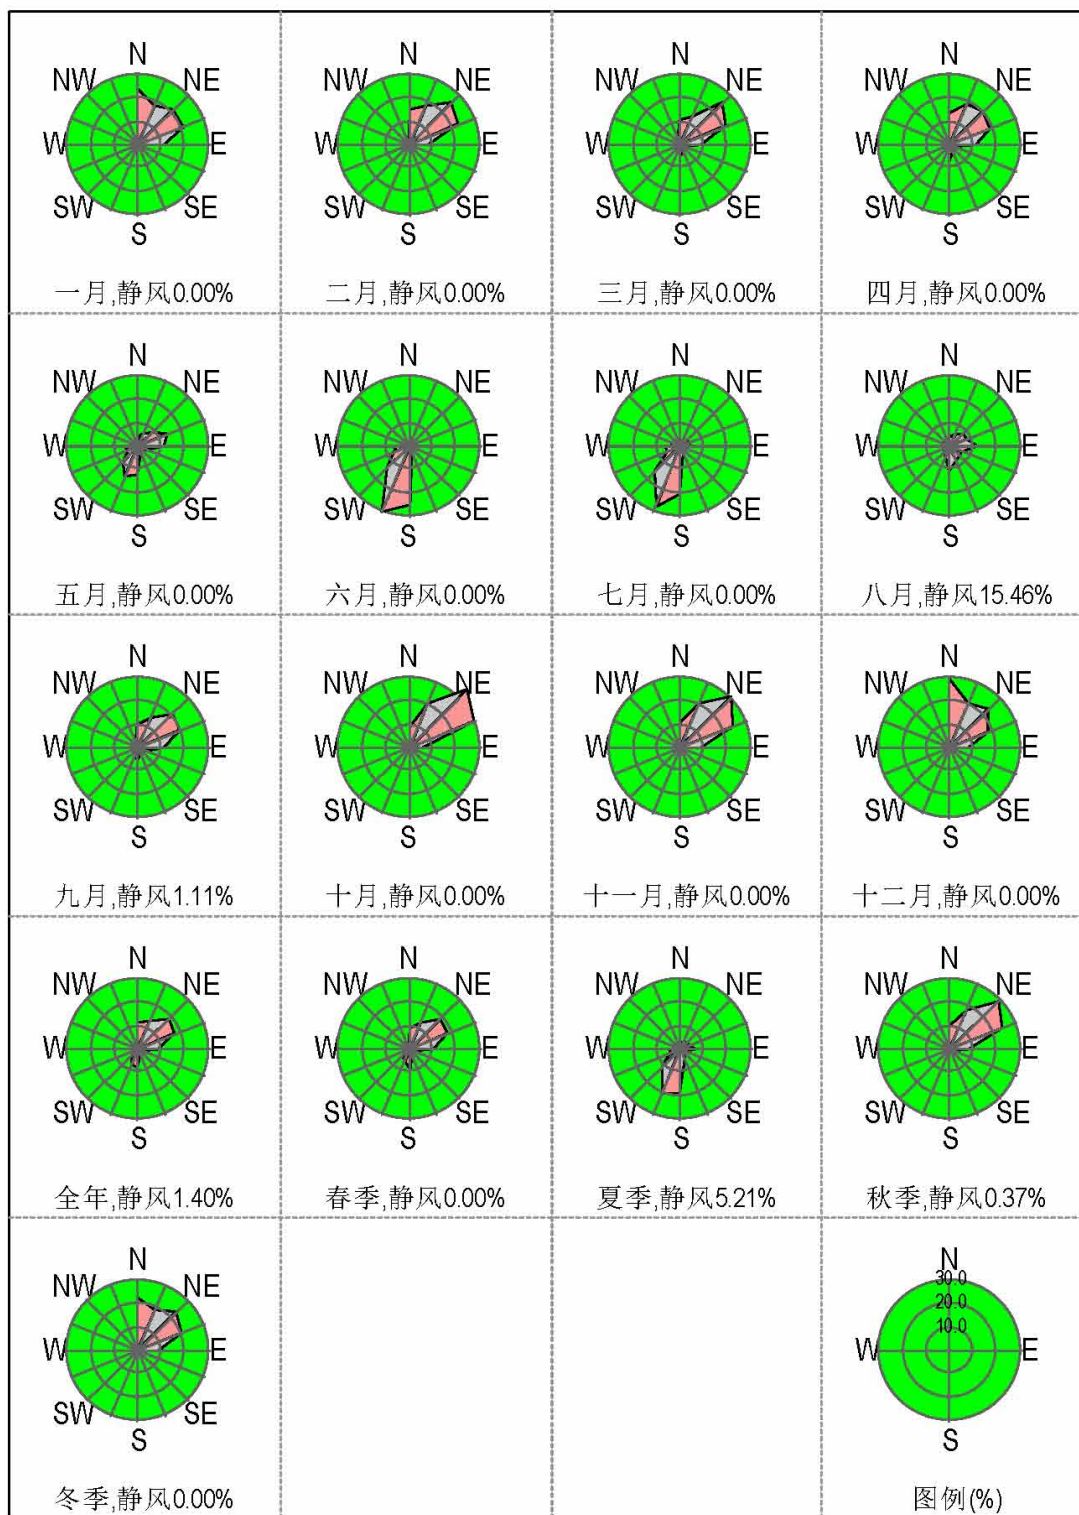 N
NW NE
W E
SW SE
S
一月,静风0.00%
N
NW NE
W E
SW SE
S
二月,静风0.00%
N
NW NE
W E
SW SE
S
三月,静风0.00%
N
NW NE
W E
SW SE
S
四月,静风0.00%
N
NW NE
W E
SW SE
S
五月,静风0.00%
N
NW NE
W E
SW SE
S
六月,静风0.00%
N
NW NE
W E
SW SE
S
七月,静风0.00%
N
NW NE
W E
SW SE
S
八月,静风15.46%
N
NW NE
W E
SW SE
S
九月,静风1.11%
N
NW NE
W E
SW SE
S
十月,静风0.00%
N
NW NE
W E
SW SE
S
十一月,静风0.00%
N
NW NE
W E
SW SE
S
十二月,静风0.00%
N
NW NE
W E
SW SE
S
全年,静风1.40%
N
NW NE
W E
SW SE
S
春季,静风0.00%
N
NW NE
W E
SW SE
S
夏季,静风5.21%
N
NW NE
W E
SW SE
S
秋季,静风0.37%
N
NW NE
W E
SW SE
S
冬季,静风0.00%
N
30.0
20.0
10.0
W E
S
图例(%)